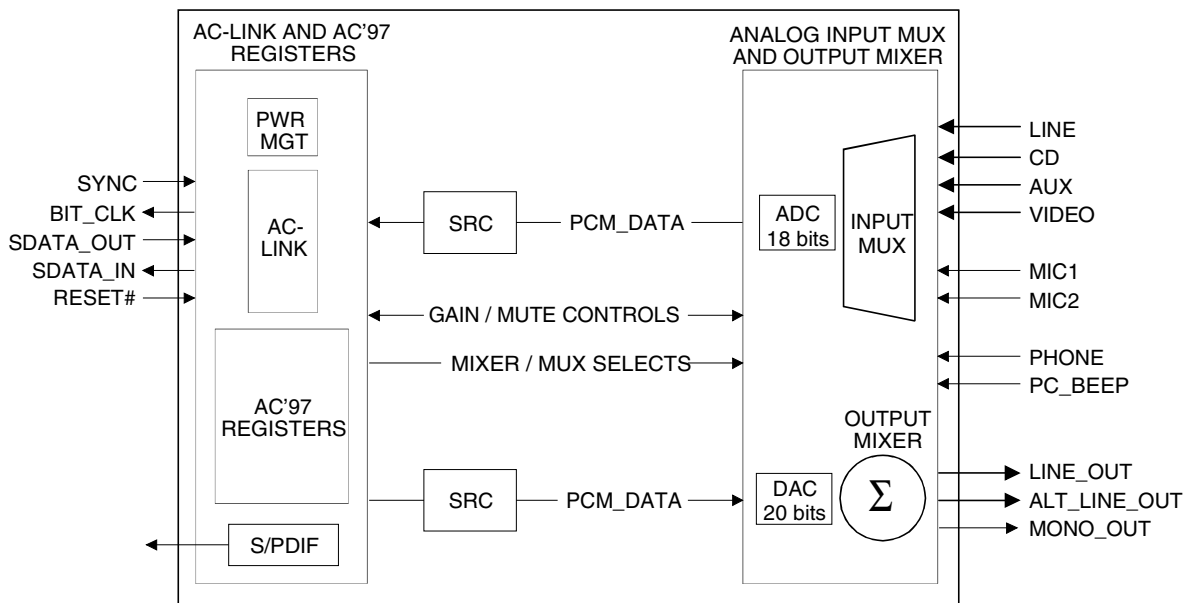 AC-LINK AND AC'97
REGISTERS
PWR
MGT
AC-
LINK
AC'97
REGISTERS
S/PDIF
SYNC
BIT_CLK
SDATA_OUT
SDATA_IN
RESET#
SRC
PCM_DATA
GAIN / MUTE CONTROLS
MIXER / MUX SELECTS
SRC
PCM_DATA
ANALOG INPUT MUX
AND OUTPUT MIXER
ADC
18 bits
INPUT
MUX
OUTPUT
MIXER
DAC
20 bits
Σ
LINE
CD
AUX
VIDEO
MIC1
MIC2
PHONE
PC_BEEP
LINE_OUT
ALT_LINE_OUT
MONO_OUT